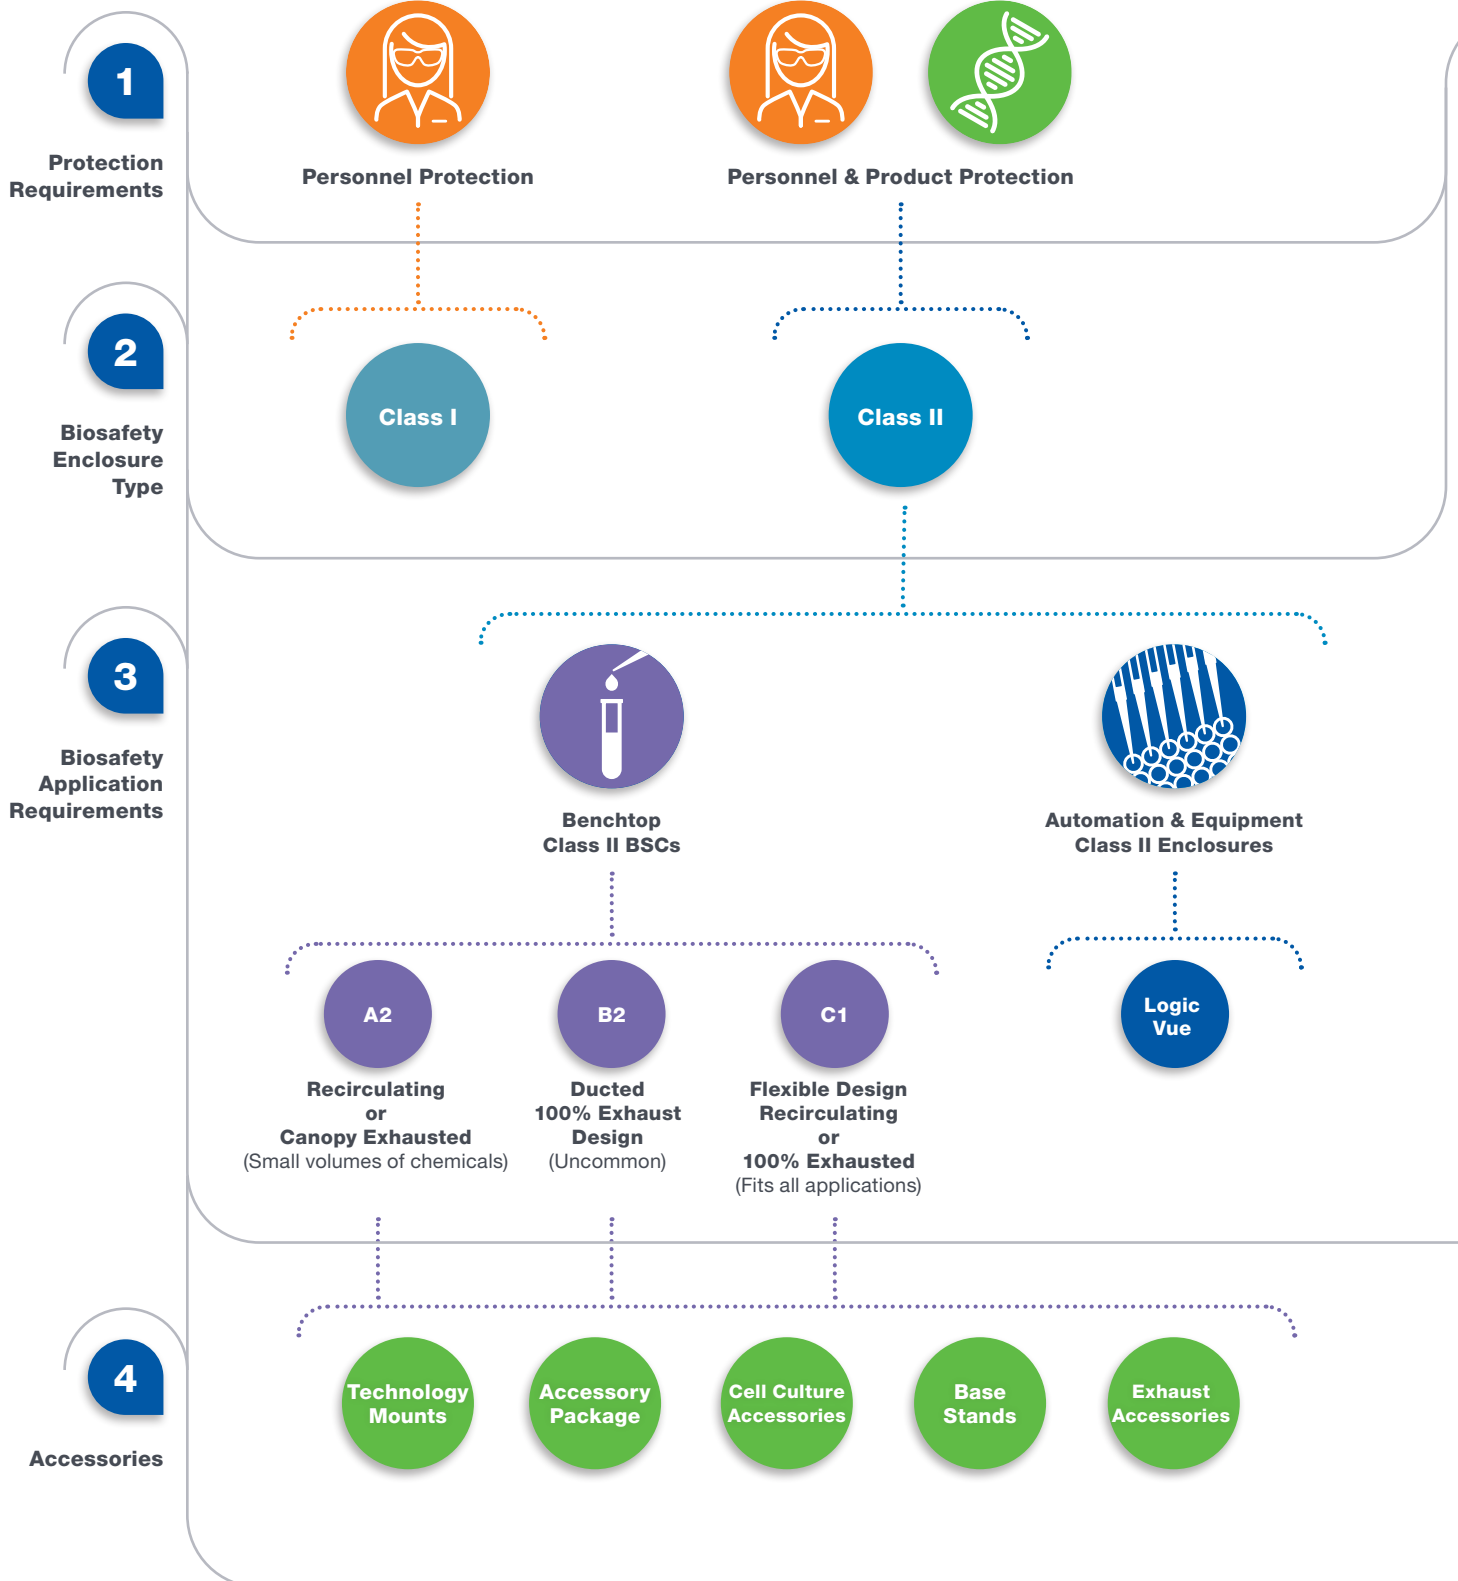 1
Protection
Requirements
Personnel Protection
Personnel & Product Protection
2
Biosafety
Enclosure
Type
Class I
Class II
3
Biosafety
Application
Requirements
Benchtop
Class II BSCs
Automation & Equipment
Class II Enclosures
A2
Recirculating
or
Canopy Exhausted
(Small volumes of chemicals)
B2
Ducted
100% Exhaust
Design
(Uncommon)
C1
Flexible Design
Recirculating
or
100% Exhausted
(Fits all applications)
Logic
Vue
4
Accessories
Technology
Mounts
Accessory
Package
Cell Culture
Accessories
Base
Stands
Exhaust
Accessories